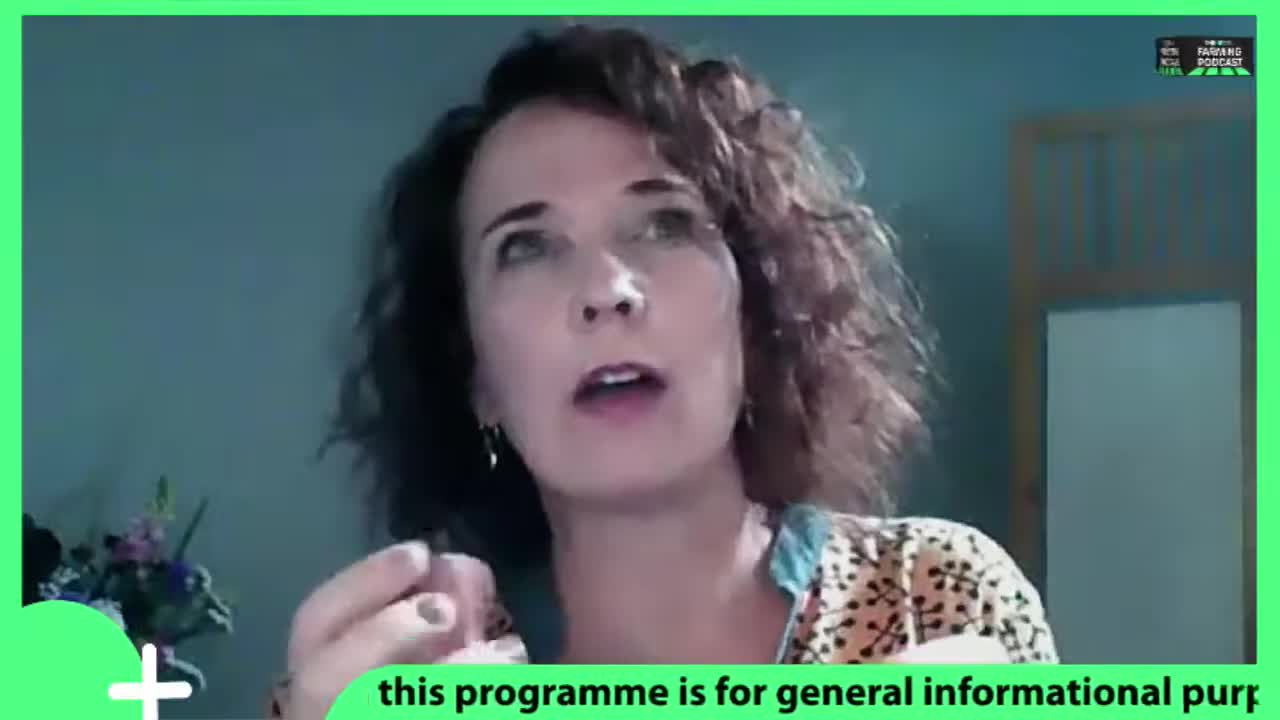 FARMING
PODCAST
this programme is for general informational purp